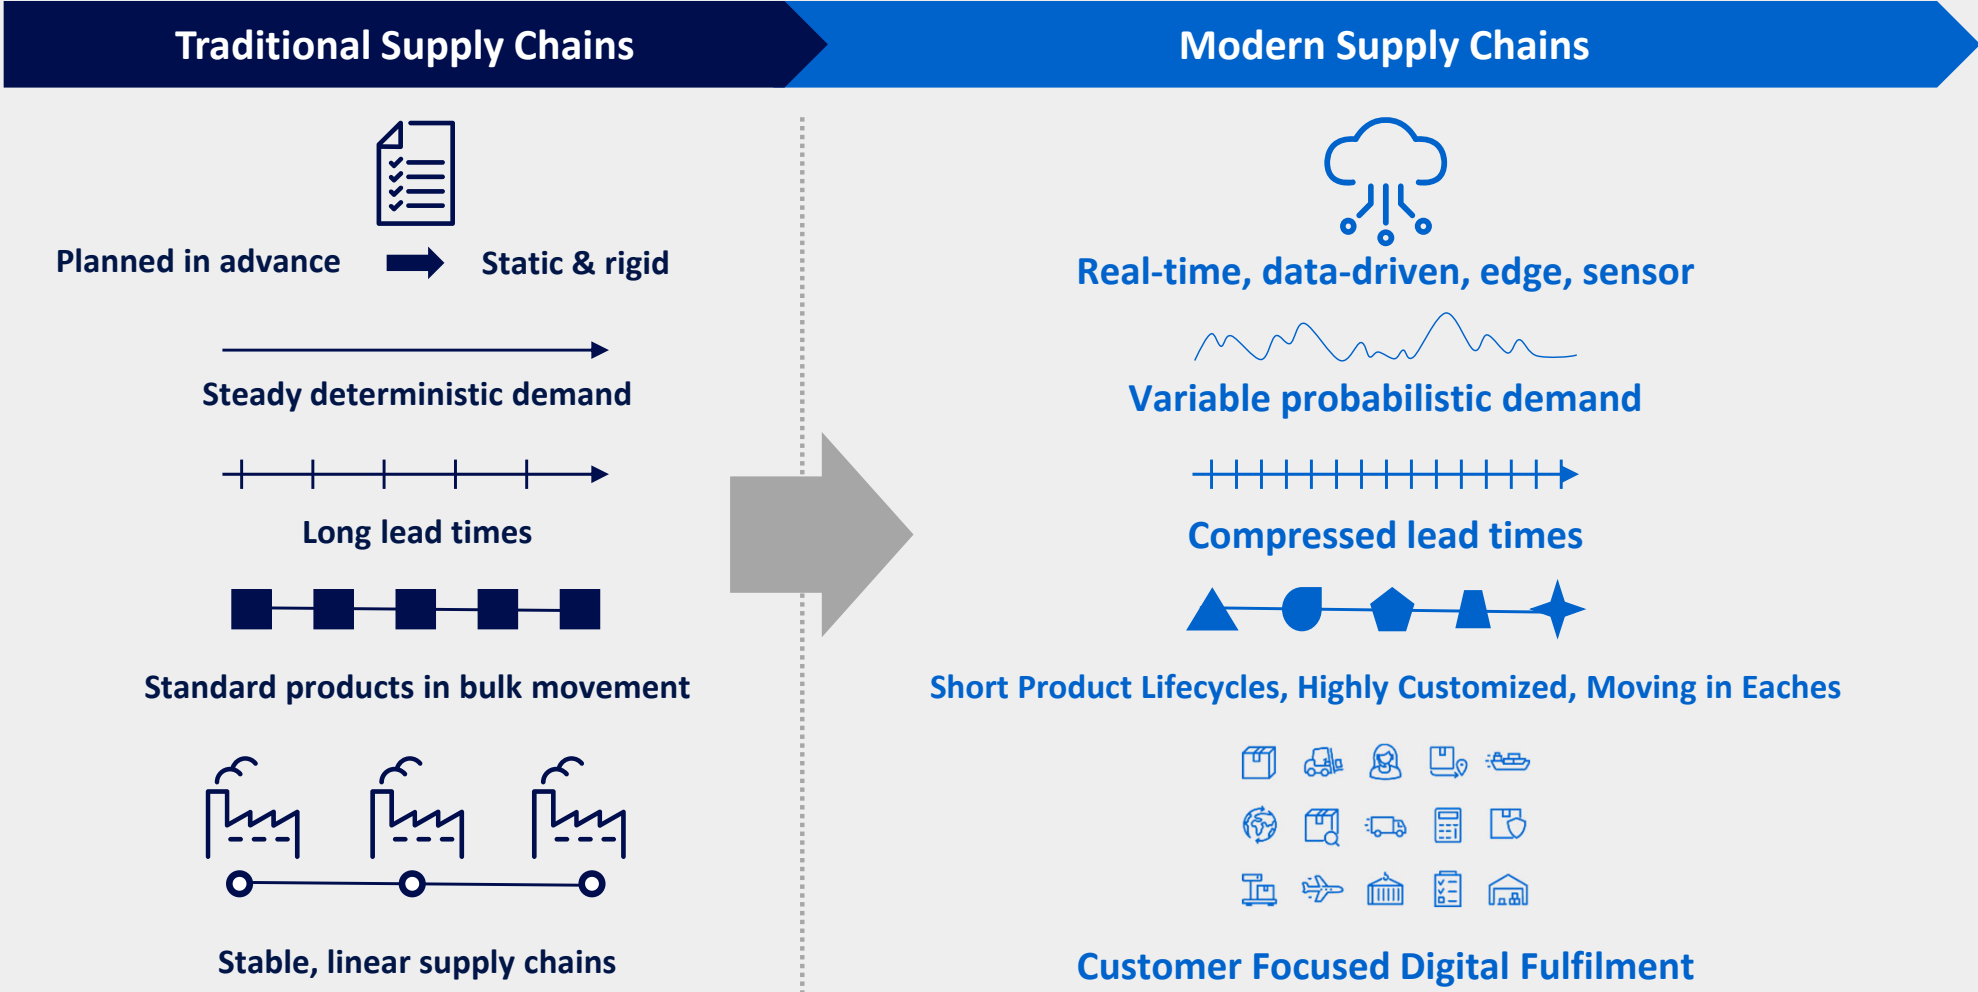 Traditional Supply Chains
Modern Supply Chains
Planned in advance
Static & rigid
Steady deterministic demand
Long lead times
Standard products in bulk movement
Stable, linear supply chains
Real-time, data-driven, edge, sensor
Variable probabilistic demand
Compressed lead times
Short Product Lifecycles, Highly Customized, Moving in Eaches
Customer Focused Digital Fulfilment